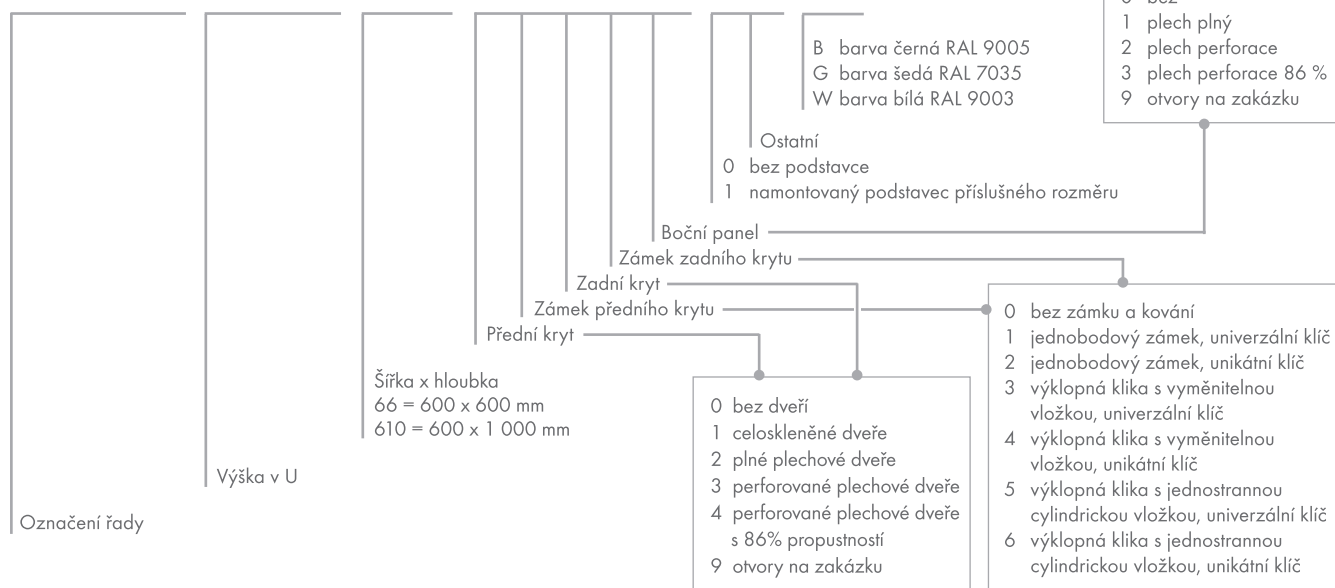 0 bez
1 plech plný
2 plech perforace
3 plech perforace 86 %
9 otvory na zakázku
B barva černá RAL 9005
G barva šedá RAL 7035
W barva bílá RAL 9003
Ostatní
0 bez podstavce
1 namontovaný podstavec příslušného rozměru
Boční panel
Zámek zadního krytu
Zadní kryt
Zámek předního krytu
Přední kryt
0 bez zámku a kování
1 jednobodový zámek, univerzální klíč
2 jednobodový zámek, unikátní klíč
3 výklopná klika s vyměnitelnou
vložkou, univerzální klíč
4 výklopná klika s vyměnitelnou
vložkou, unikátní klíč
5 výklopná klika s jednostrannou
cylindrickou vložkou, univerzální klíč
6 výklopná klika s jednostrannou
cylindrickou vložkou, unikátní klíč
Šířka x hloubka
66 = 600 x 600 mm
610 = 600 x 1 000 mm
0 bez dveří
1 celoskleněné dveře
2 plné plechové dveře
3 perforované plechové dveře
4 perforované plechové dveře
s 86% propustností
9 otvory na zakázku
Výška v U
Označení řady